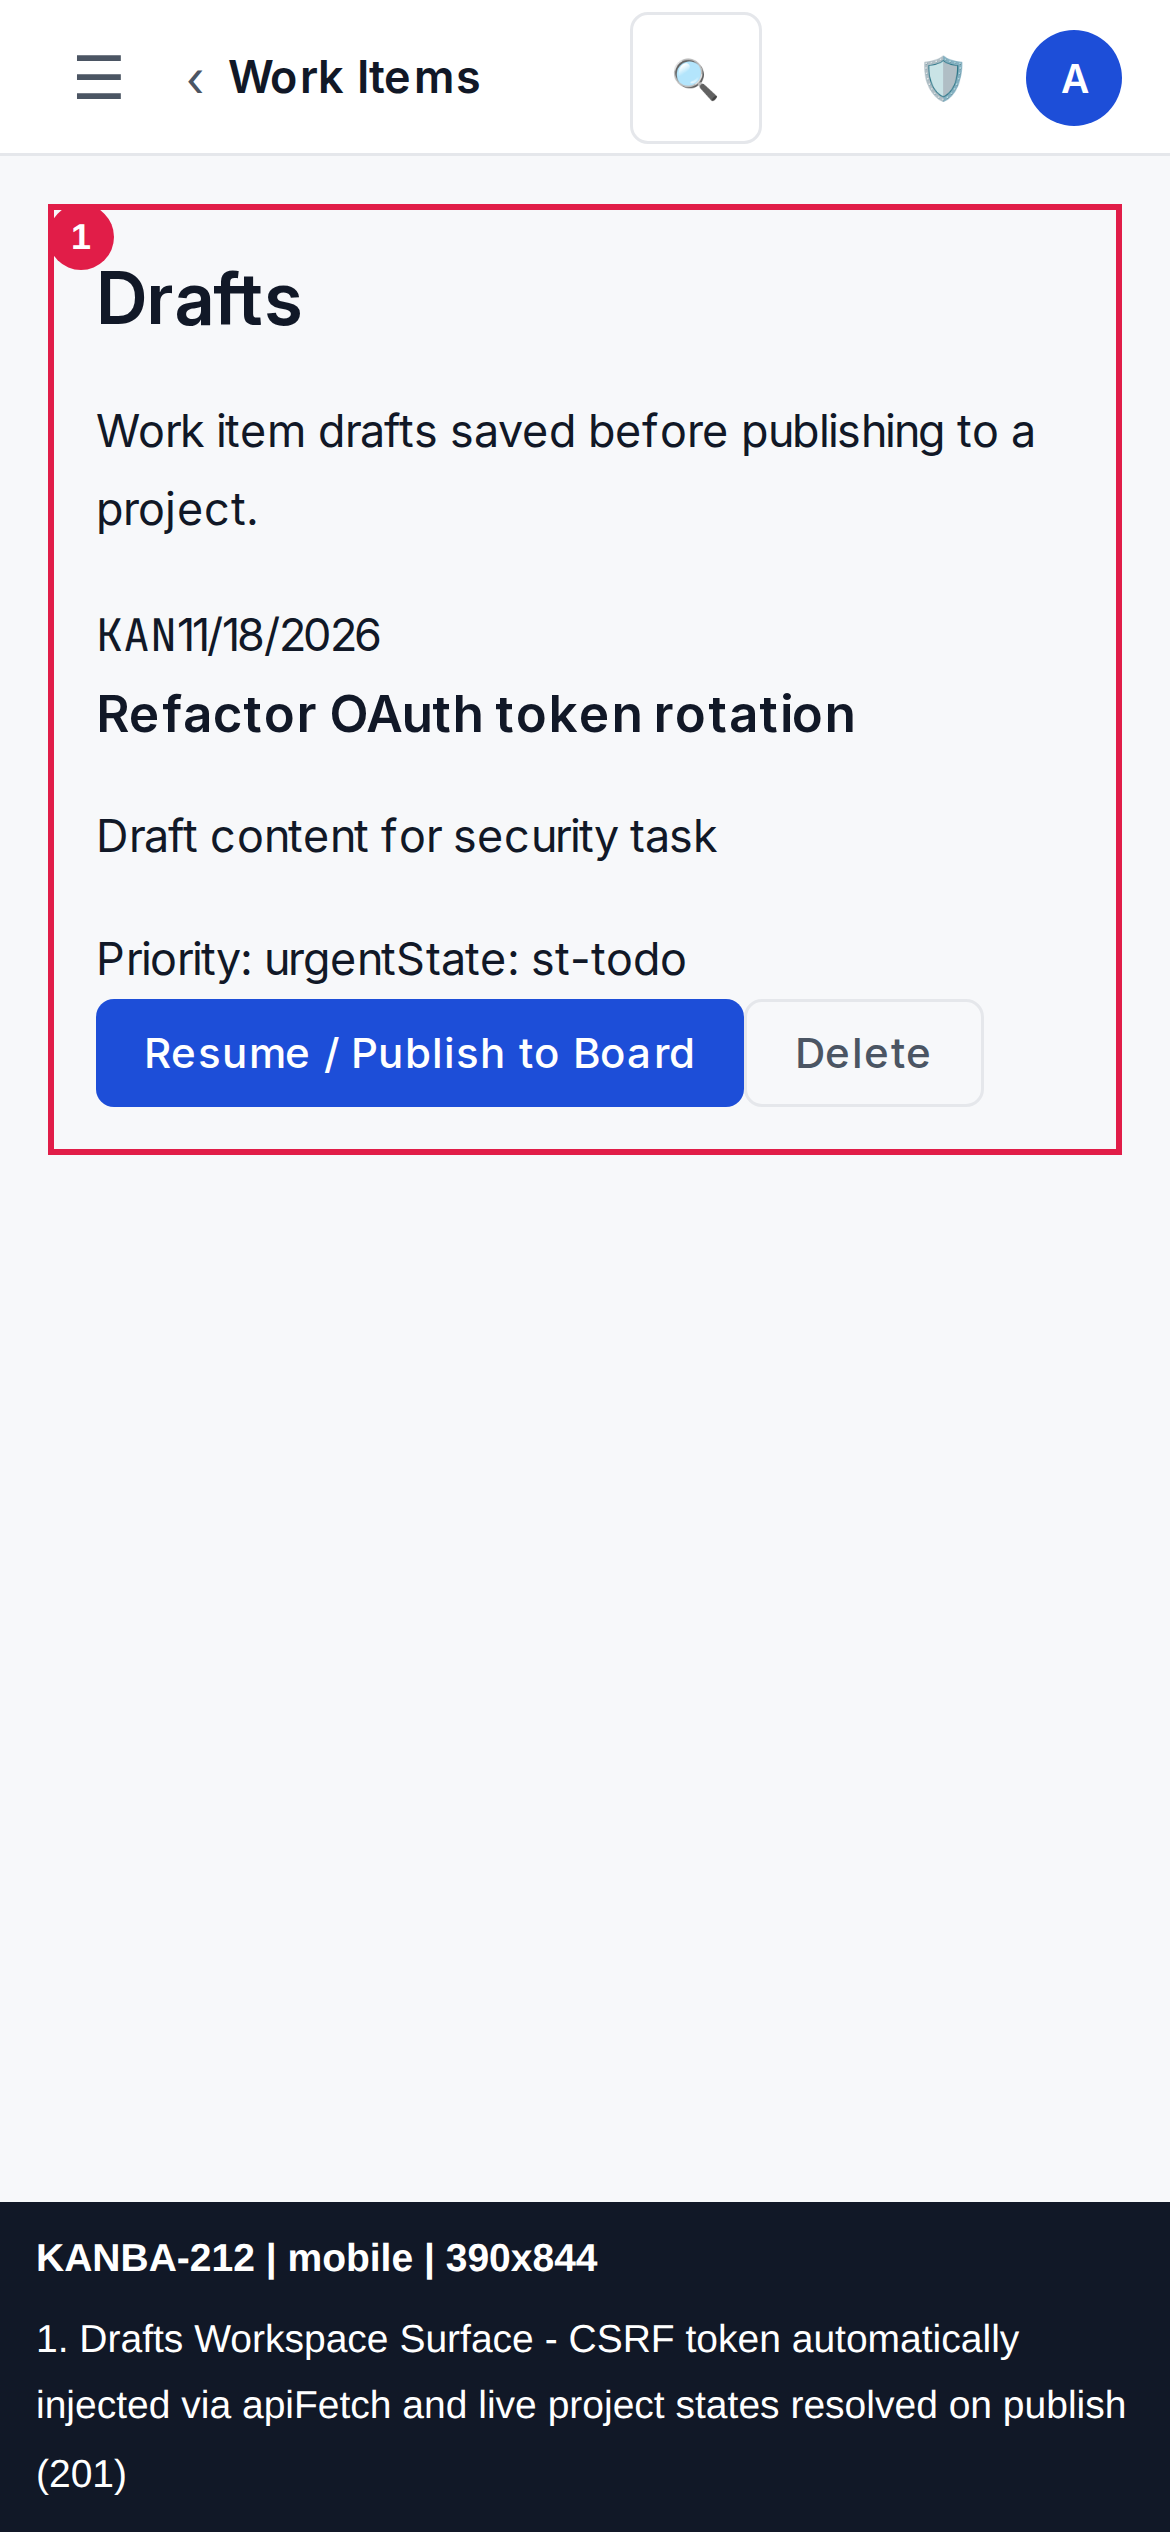 ☰ ‹ Work Items A
1
Drafts
Work item drafts saved before publishing to a
project.
KAN11/18/2026
Refactor OAuth token rotation
Draft content for security task
Priority: urgentState: st-todo
Resume / Publish to Board Delete
KANBA-212 | mobile | 390x844
1. Drafts Workspace Surface - CSRF token automatically
injected via apiFetch and live project states resolved on publish
(201)